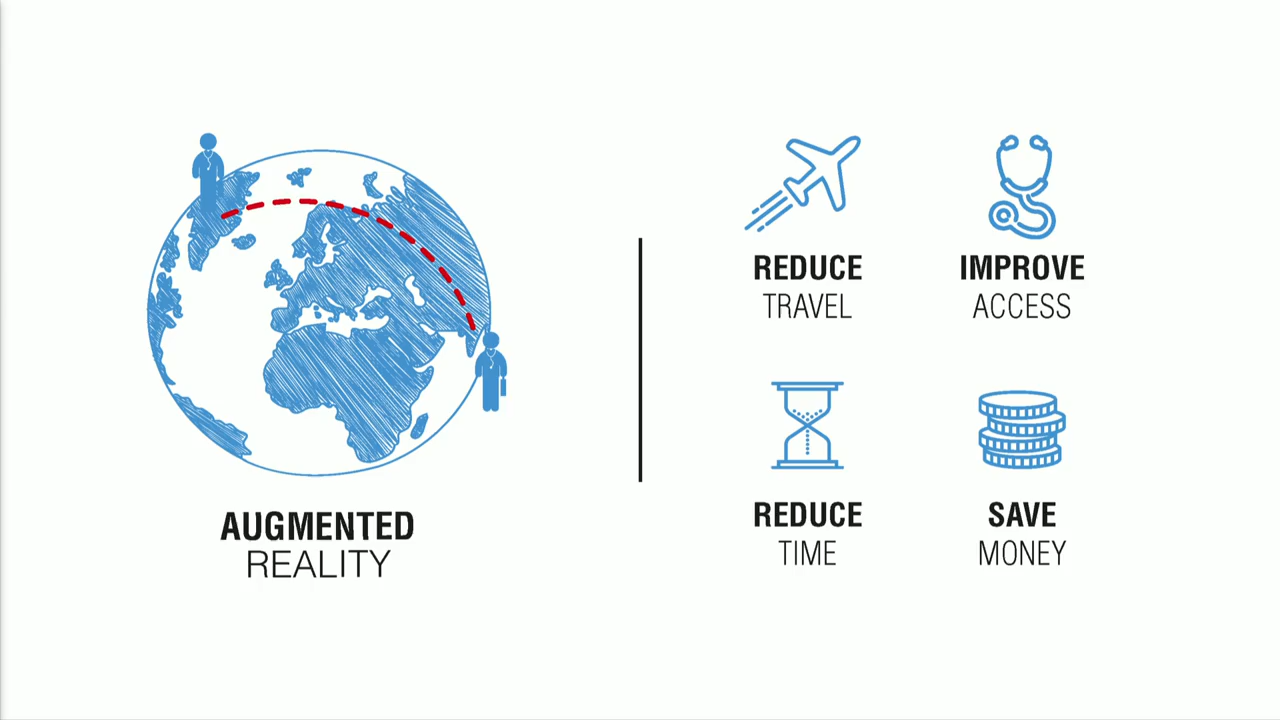 AUGMENTED
REALITY
REDUCE
TRAVEL
IMPROVE
ACCESS
REDUCE
TIME
SAVE
MONEY